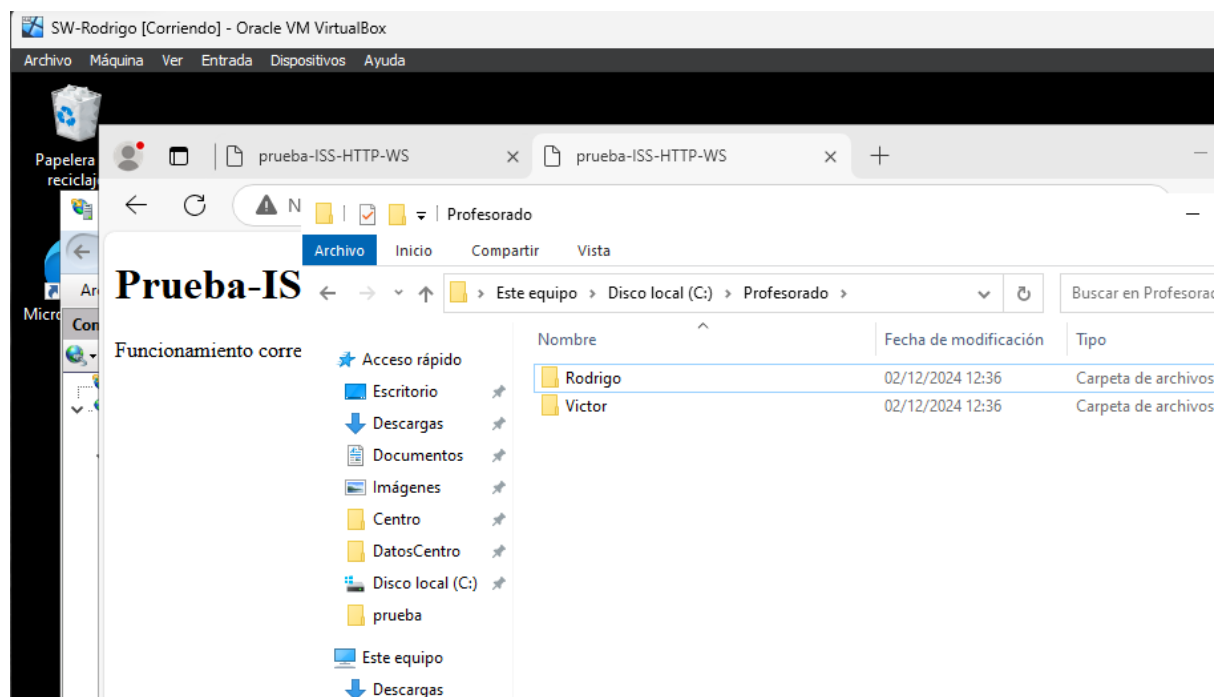 SW-Rodrigo [Corriendo] - Oracle VM VirtualBox
Archivo Máquina Ver Entrada Dispositivos Ayuda
Papelera
reciclaj
prueba-ISS-HTTP-WS
prueba-ISS-HTTP-WS
N
Profesorado
Archivo Inicio Compartir Vista
Prueba-IS
Este equipo > Disco local (C:) > Profesorado >
Buscar en Profesorad
Ar
Micro
Con
Funcionamiento corre
Nombre Fecha de modificación Tipo
Acceso rápido
Rodrigo 02/12/2024 12:36 Carpeta de archivos
Escritorio
Victor 02/12/2024 12:36 Carpeta de archivos
Descargas
Documentos
Imágenes
Centro
DatosCentro
Disco local (C:)
prueba
Este equipo
Descargas